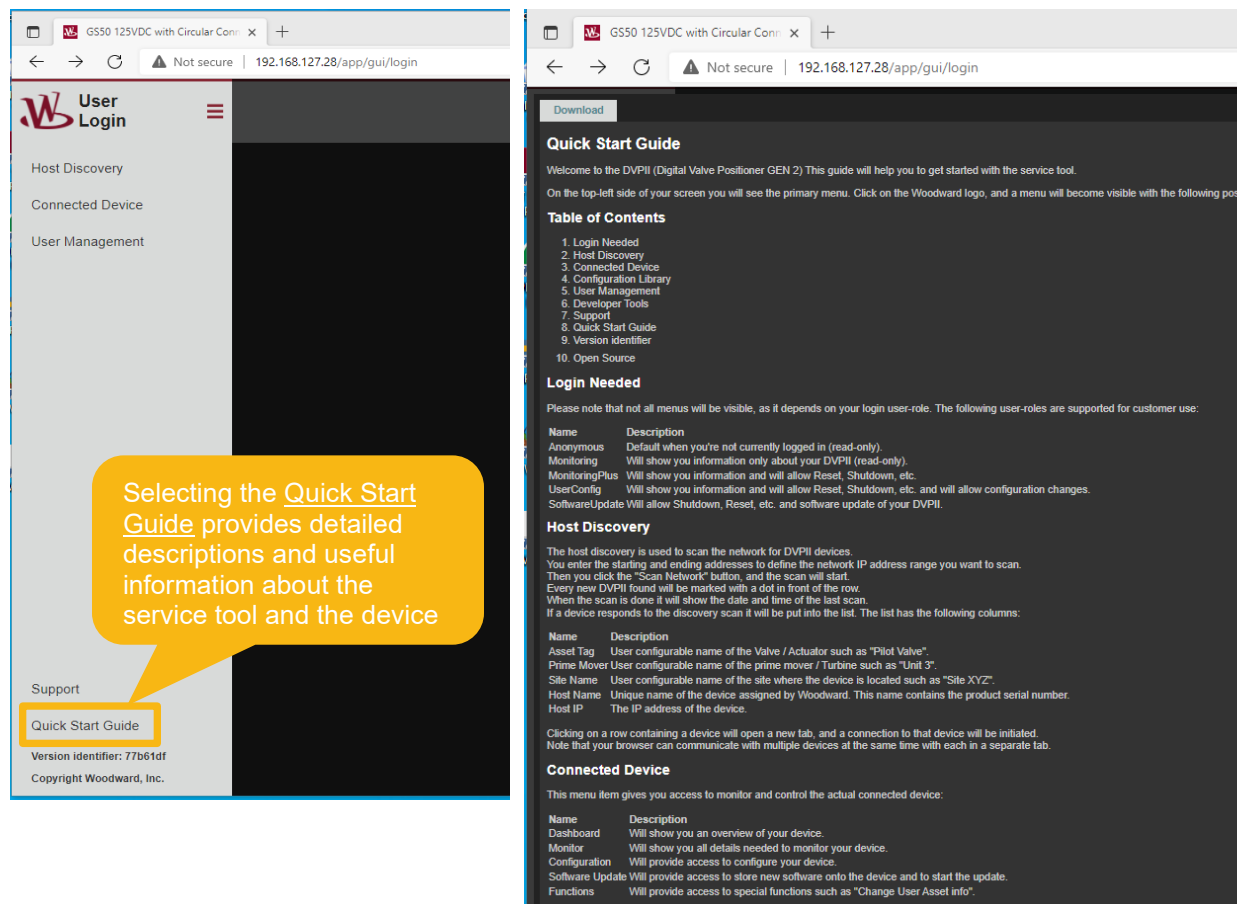 GS50 125VDC with Circular Conn
Not secure | 192.168.127.28/app/gui/login
User
Login
Host Discovery
Connected Device
User Management
Selecting the Quick Start
Guide provides detailed
descriptions and useful
information about the
service tool and the device
Support
Quick Start Guide
Version identifier: 77b61df
Copyright Woodward, Inc.
GS50 125VDC with Circular Conn
Not secure | 192.168.127.28/app/gui/login
Download
Quick Start Guide
Welcome to the DVPII (Digital Valve Positioner GEN 2) This guide will help you to get started with the service tool.
On the top-left side of your screen you will see the primary menu. Click on the Woodward logo, and a menu will become visible with the following pos
Table of Contents
1. Login Needed
2. Host Discovery
3. Connected Device
4. Configuration Library
5. User Management
6. Developer Tools
7. Support
8. Quick Start Guide
9. Version identifier
10. Open Source
Login Needed
Please note that not all menus will be visible, as it depends on your login user-role. The following user-roles are supported for customer use:
Name Description
Anonymous Default when you're not currently logged in (read-only).
Monitoring Will show you information only about your DVPII (read-only).
MonitoringPlus Will show you information and will allow Reset, Shutdown, etc.
UserConfig Will show you information and will allow Reset, Shutdown, etc. and will allow configuration changes.
SoftwareUpdate Will allow Shutdown, Reset, etc. and software update of your DVPII.
Host Discovery
The host discovery is used to scan the network for DVPII devices.
You enter the starting and ending addresses to define the network IP address range you want to scan.
Then you click the "Scan Network" button, and the scan will start.
Every new DVPII found will be marked with a dot in front of the row.
When the scan is done it will show the date and time of the last scan.
If a device responds to the discovery scan it will be put into the list. The list has the following columns:
Name Description
Asset Tag User configurable name of the Valve / Actuator such as "Pilot Valve".
Prime Mover User configurable name of the prime mover / Turbine such as "Unit 3".
Site Name User configurable name of the site where the device is located such as "Site XYZ".
Host Name Unique name of the device assigned by Woodward. This name contains the product serial number.
Host IP The IP address of the device.
Clicking on a row containing a device will open a new tab, and a connection to that device will be initiated.
Note that your browser can communicate with multiple devices at the same time with each in a separate tab.
Connected Device
This menu item gives you access to monitor and control the actual connected device:
Name Description
Dashboard Will show you an overview of your device.
Monitor Will show you all details needed to monitor your device.
Configuration Will provide access to configure your device.
Software Update Will provide access to store new software onto the device and to start the update.
Functions Will provide access to special functions such as "Change User Asset info".